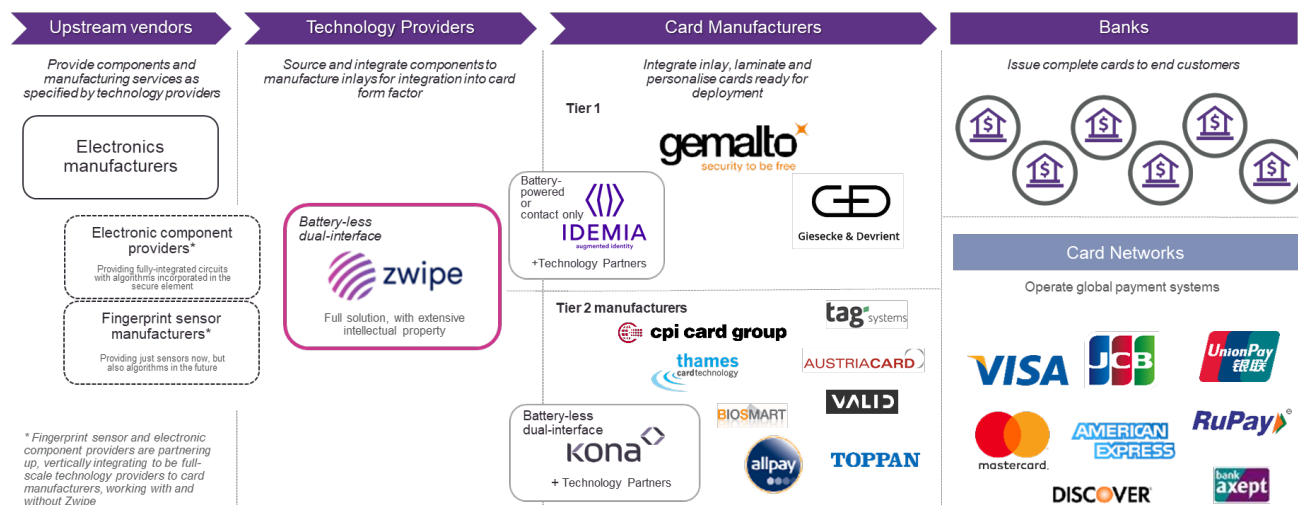 Upstream vendors
Technology Providers
Card Manufacturers
Banks
Provide components and
manufacturing services as
specified by technology providers
Source and integrate components to
manufacture inlays for integration into card
form factor
Integrate inlay, laminate and
personalise cards ready for
deployment
Issue complete cards to end customers
Electronics
manufacturers
Electronic component
providers*
Providing fully-integrated circuits
with algorithms incorporated in the
secure element
Fingerprint sensor
manufacturers*
Providing just sensors now, but
also algorithms in the future
* Fingerprint sensor and electronic
component providers are partnering
up, vertically integrating to be full-
scale technology providers to card
manufacturers, working with and
without Zwipe
Battery-less
dual-interface
zwipe
Full solution, with extensive
intellectual property
Tier 1
gemalto
security to be free
Battery-
powered
or
contact only
IDEMIA
augmented identity
+Technology Partners
G+D
Giesecke & Devrient
Tier 2 manufacturers
cpi card group
tag systems
thames
cardtechnology
AUSTRIACARD
BIOSMART
VALID
Battery-less
dual-interface
KONA
+ Technology Partners
allpay
TOPPAN
$
$
$
$
$
$
Card Networks
Operate global payment systems
VISA
JCB
UnionPay
银联
mastercard.
AMERICAN
EXPRESS
RuPay
DISCOVER
bank
axept